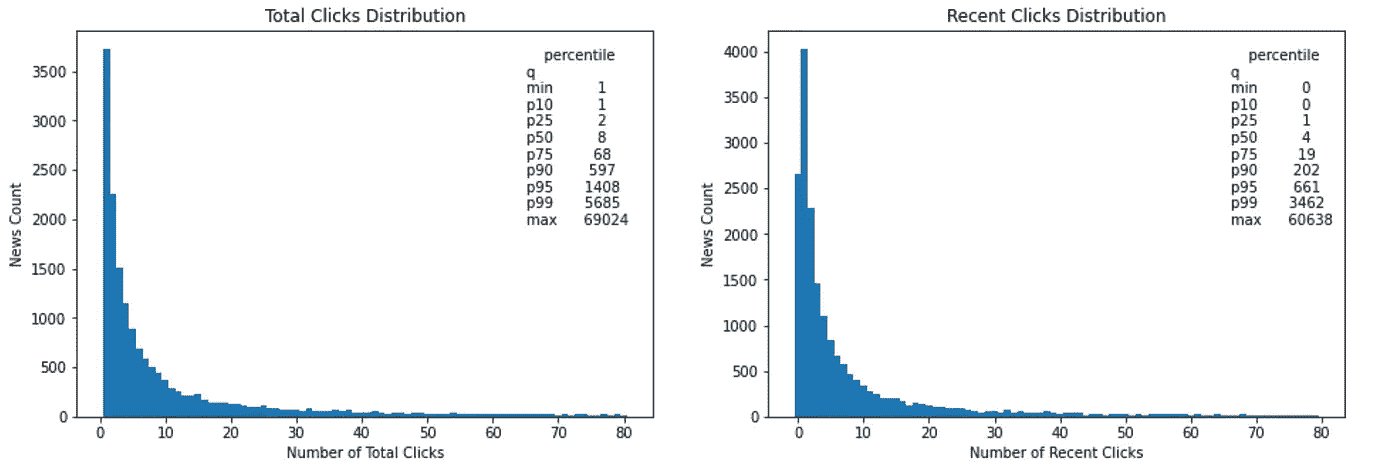 Total Clicks Distribution
percentile
q
min 1
p10 1
p25 2
p50 8
p75 68
p90 597
p95 1408
p99 5685
max 69024
3500
3000
2500
2000
1500
1000
500
0
News Count
0 10 20 30 40 50 60 70 80
Number of Total Clicks
Recent Clicks Distribution
percentile
q
min 0
p10 0
p25 1
p50 4
p75 19
p90 202
p95 661
p99 3462
max 60638
4000
3500
3000
2500
2000
1500
1000
500
0
News Count
0 10 20 30 40 50 60 70 80
Number of Recent Clicks